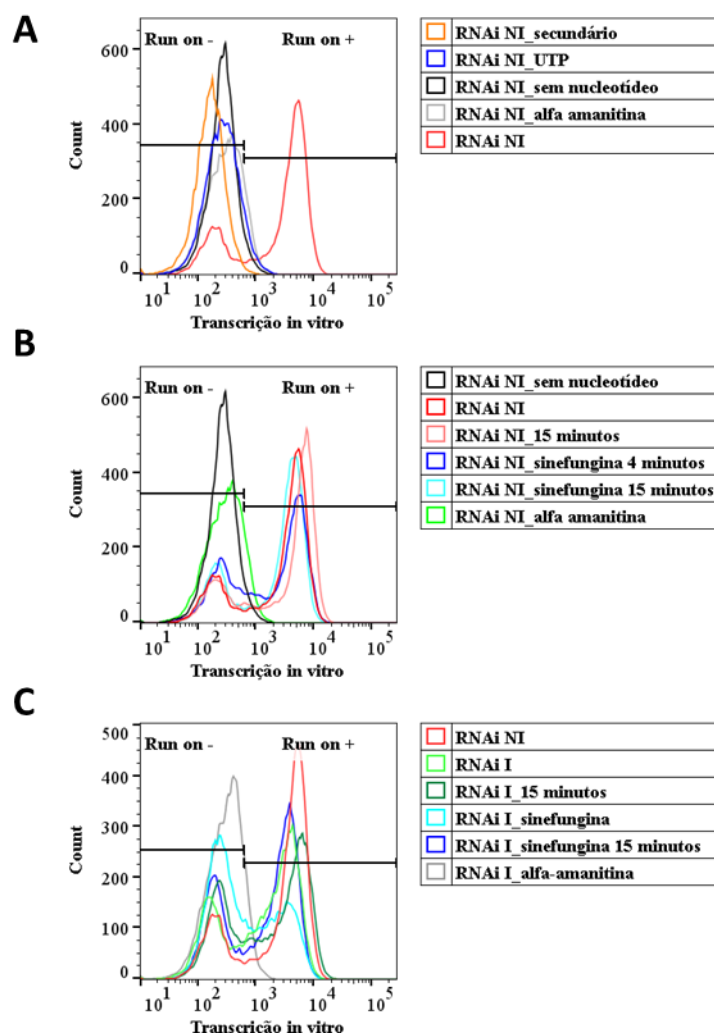 A
Run on -
Run on +
600
400
200
0
Count
10^1
10^2
10^3
10^4
10^5
Transcrição in vitro
RNAi NI_secundário
RNAi NI_UTP
RNAi NI_sem nucleotídeo
RNAi NI_alfa amanitina
RNAi NI
B
Run on -
Run on +
600
400
200
0
Count
10^1
10^2
10^3
10^4
10^5
Transcrição in vitro
RNAi NI_sem nucleotídeo
RNAi NI
RNAi NI_15 minutos
RNAi NI_sinefungina 4 minutos
RNAi NI_sinefungina 15 minutos
RNAi NI_alfa amanitina
C
Run on -
Run on +
500
400
300
200
100
0
Count
10^1
10^2
10^3
10^4
10^5
Transcrição in vitro
RNAi NI
RNAi I
RNAi I_15 minutos
RNAi I_sinefungina
RNAi I_sinefungina 15 minutos
RNAi I_alfa-amanitina